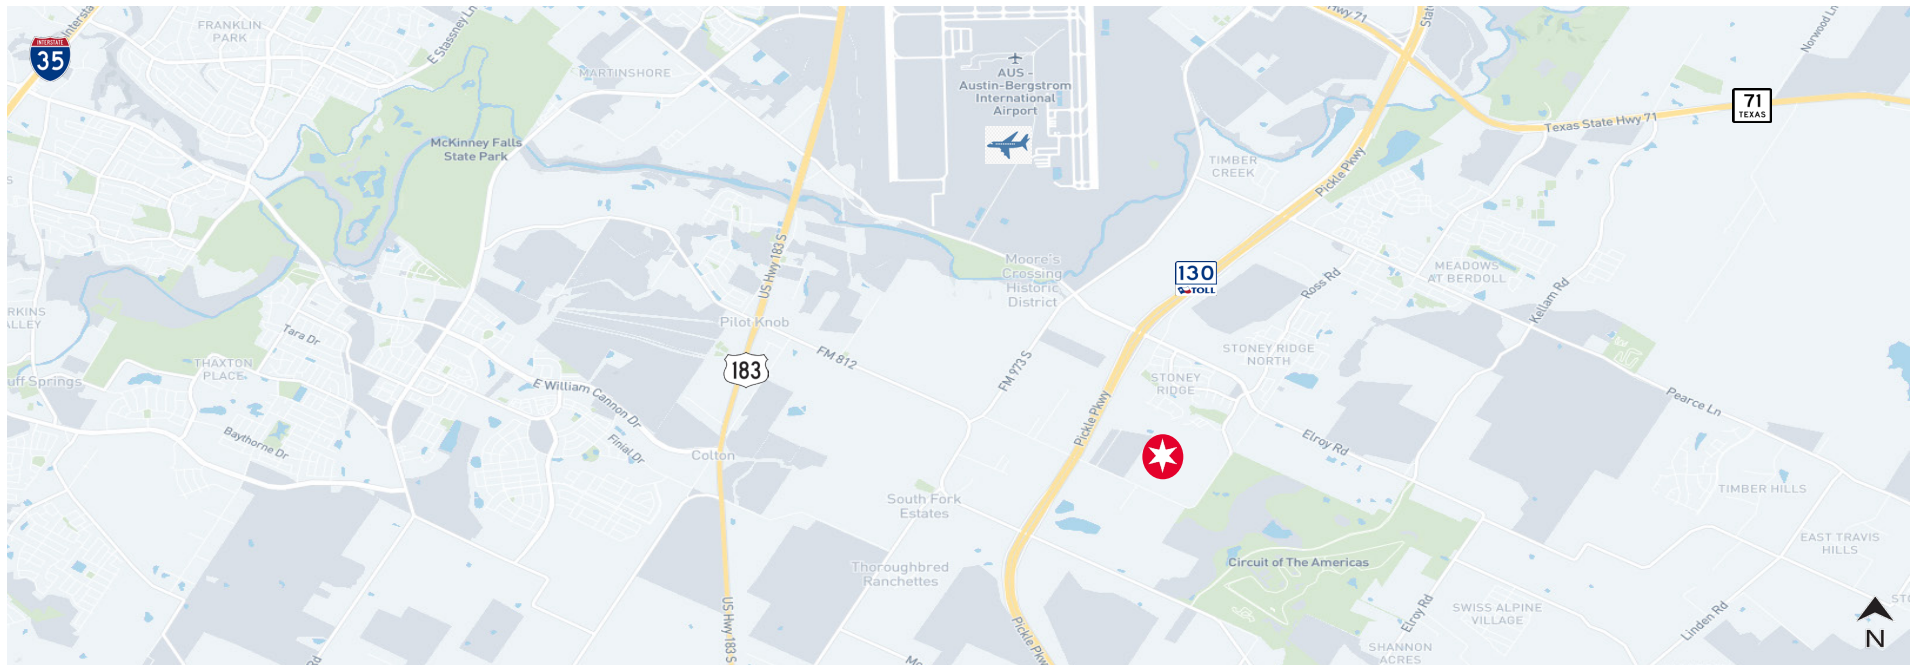 INTERSTATE
35
FRANKLIN
PARK
E Stassney Ln
MARTINSHORE
AUS -
Austin-Bergstrom
International
Airport
Hwy 71
Norwood Ln
71
TEXAS
Texas State Hwy 71
McKinney Falls
State Park
TIMBER
CREEK
Pickle Pkwy
US Hwy 183 S
Moore's
Crossing
Historic
District
130
TOLL
Ross Rd
MEADOWS
AT BERDOLL
Kellam Rd
Pilot Knob
Tara Dr
THAXTON
PLACE
183
FM 812
FM 973 S
STONEY RIDGE
NORTH
STONEY
RIDGE
E William Cannon Dr
Pearce Ln
Pickle Pkwy
Baythorne Dr
Finial Dr
Colton
Elroy Rd
South Fork
Estates
TIMBER HILLS
EAST TRAVIS
HILLS
Thoroughbred
Ranchettes
Circuit of The Americas
US Hwy 183 S
Pickle Pkwy
Elroy Rd
SWISS ALPINE
VILLAGE
Linden Rd
SHANNON
ACRES
N